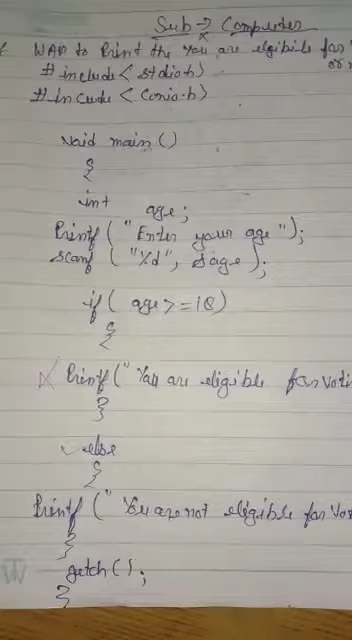 Sub → Computer
WAP to Print the You are eligible for
or
# include < stdio.h)
# Incude < Conio.h)
void main ()
{
int age;
Printf ("Enter your age");
scanf ("%d", &age);
if ( age >= 18)
{
Printf (" You are eligible for voti
}
else
{
Printf (" You are not eligible for Vo
}
getch();
}